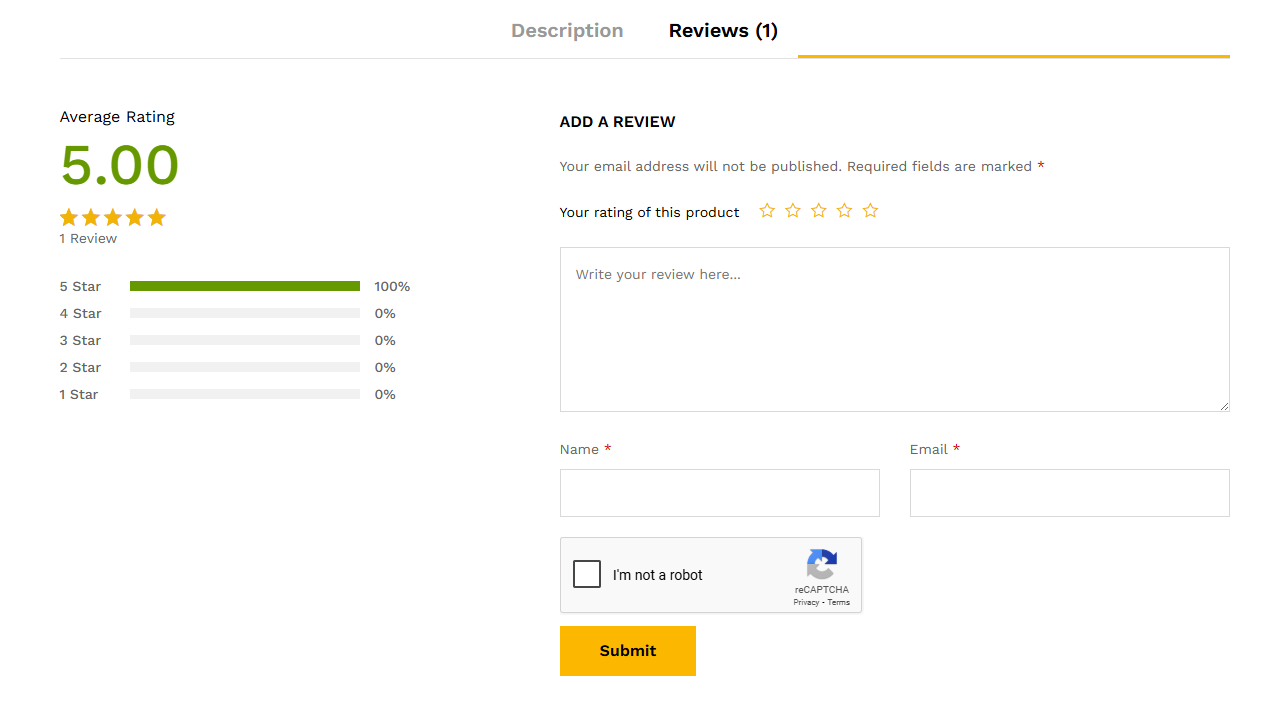 Description Reviews (1)
Average Rating
5.00
1 Review
5 Star 100%
4 Star 0%
3 Star 0%
2 Star 0%
1 Star 0%
ADD A REVIEW
Your email address will not be published. Required fields are marked *
Your rating of this product
Write your review here...
Name *
Email *
I'm not a robot
reCAPTCHA
Privacy - Terms
Submit